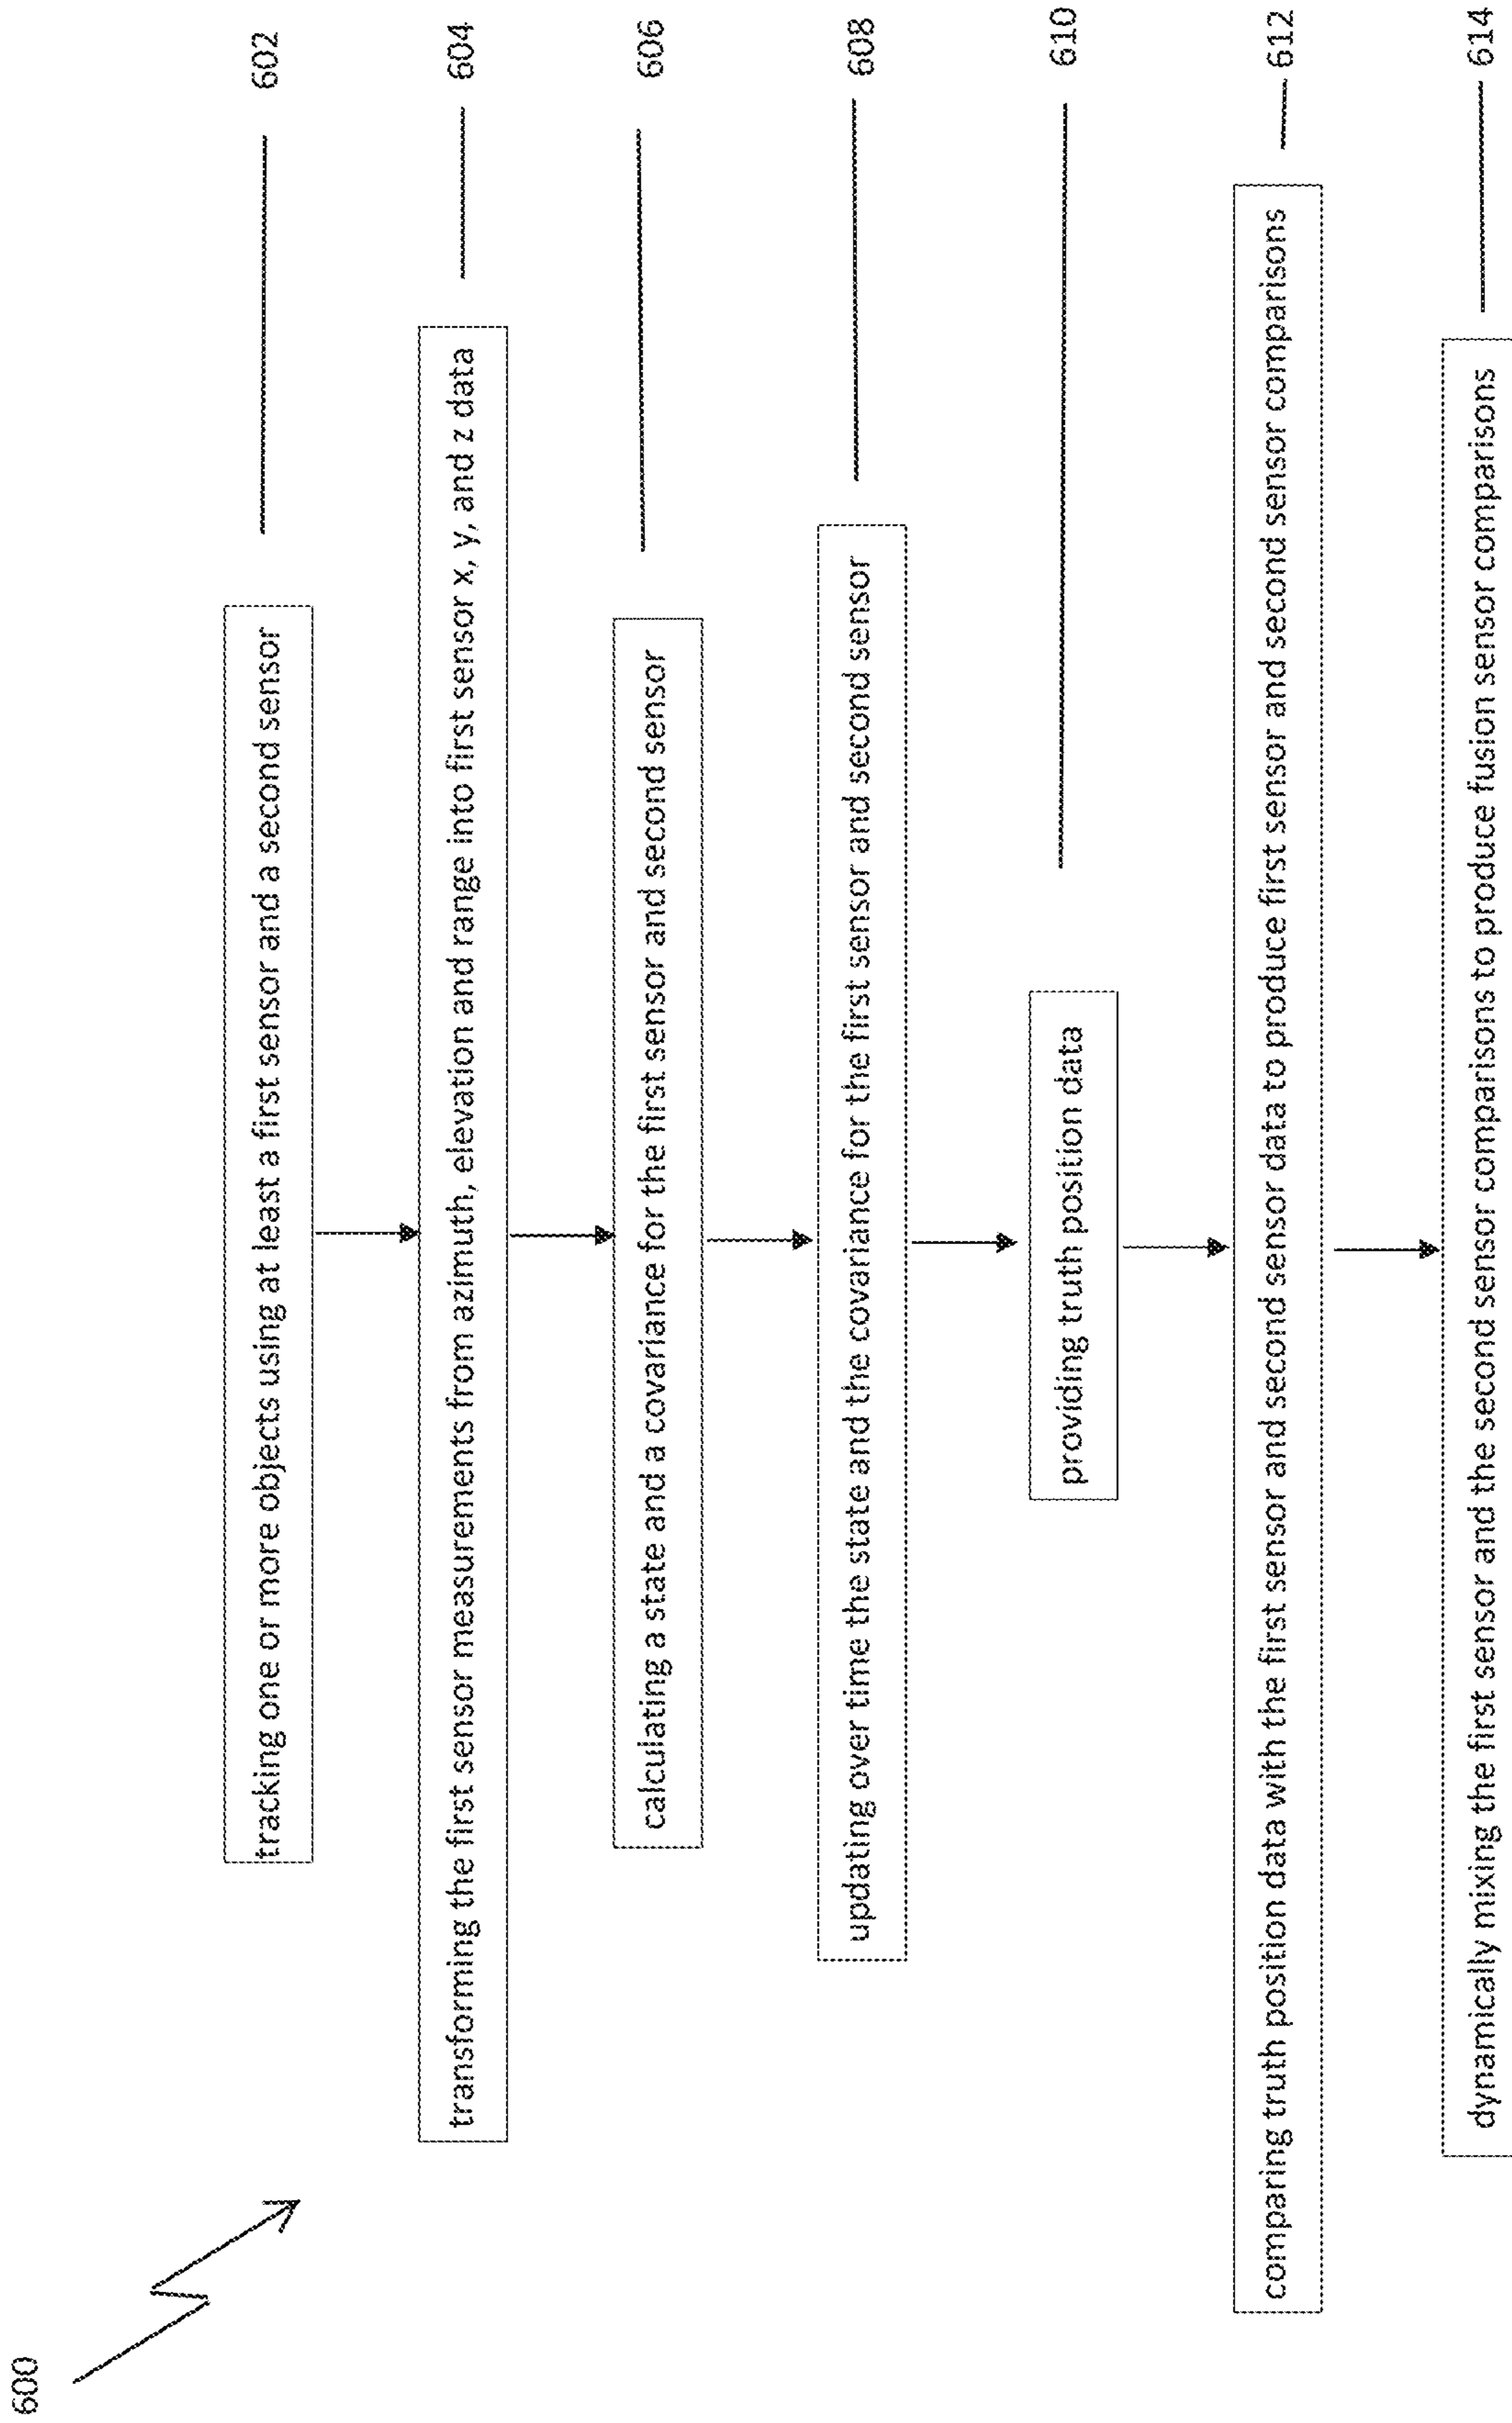 600
tracking one or more objects using at least a first sensor and a second sensor
602
transforming the first sensor measurements from azimuth, elevation and range into first sensor x, y, and z data
604
calculating a state and a covariance for the first sensor and second sensor
606
updating over time the state and the covariance for the first sensor and second sensor
608
providing truth position data
610
comparing truth position data with the first sensor and second sensor data to produce first sensor and second sensor comparisons
612
dynamically mixing the first sensor and the second sensor comparisons to produce fusion sensor comparisons
614